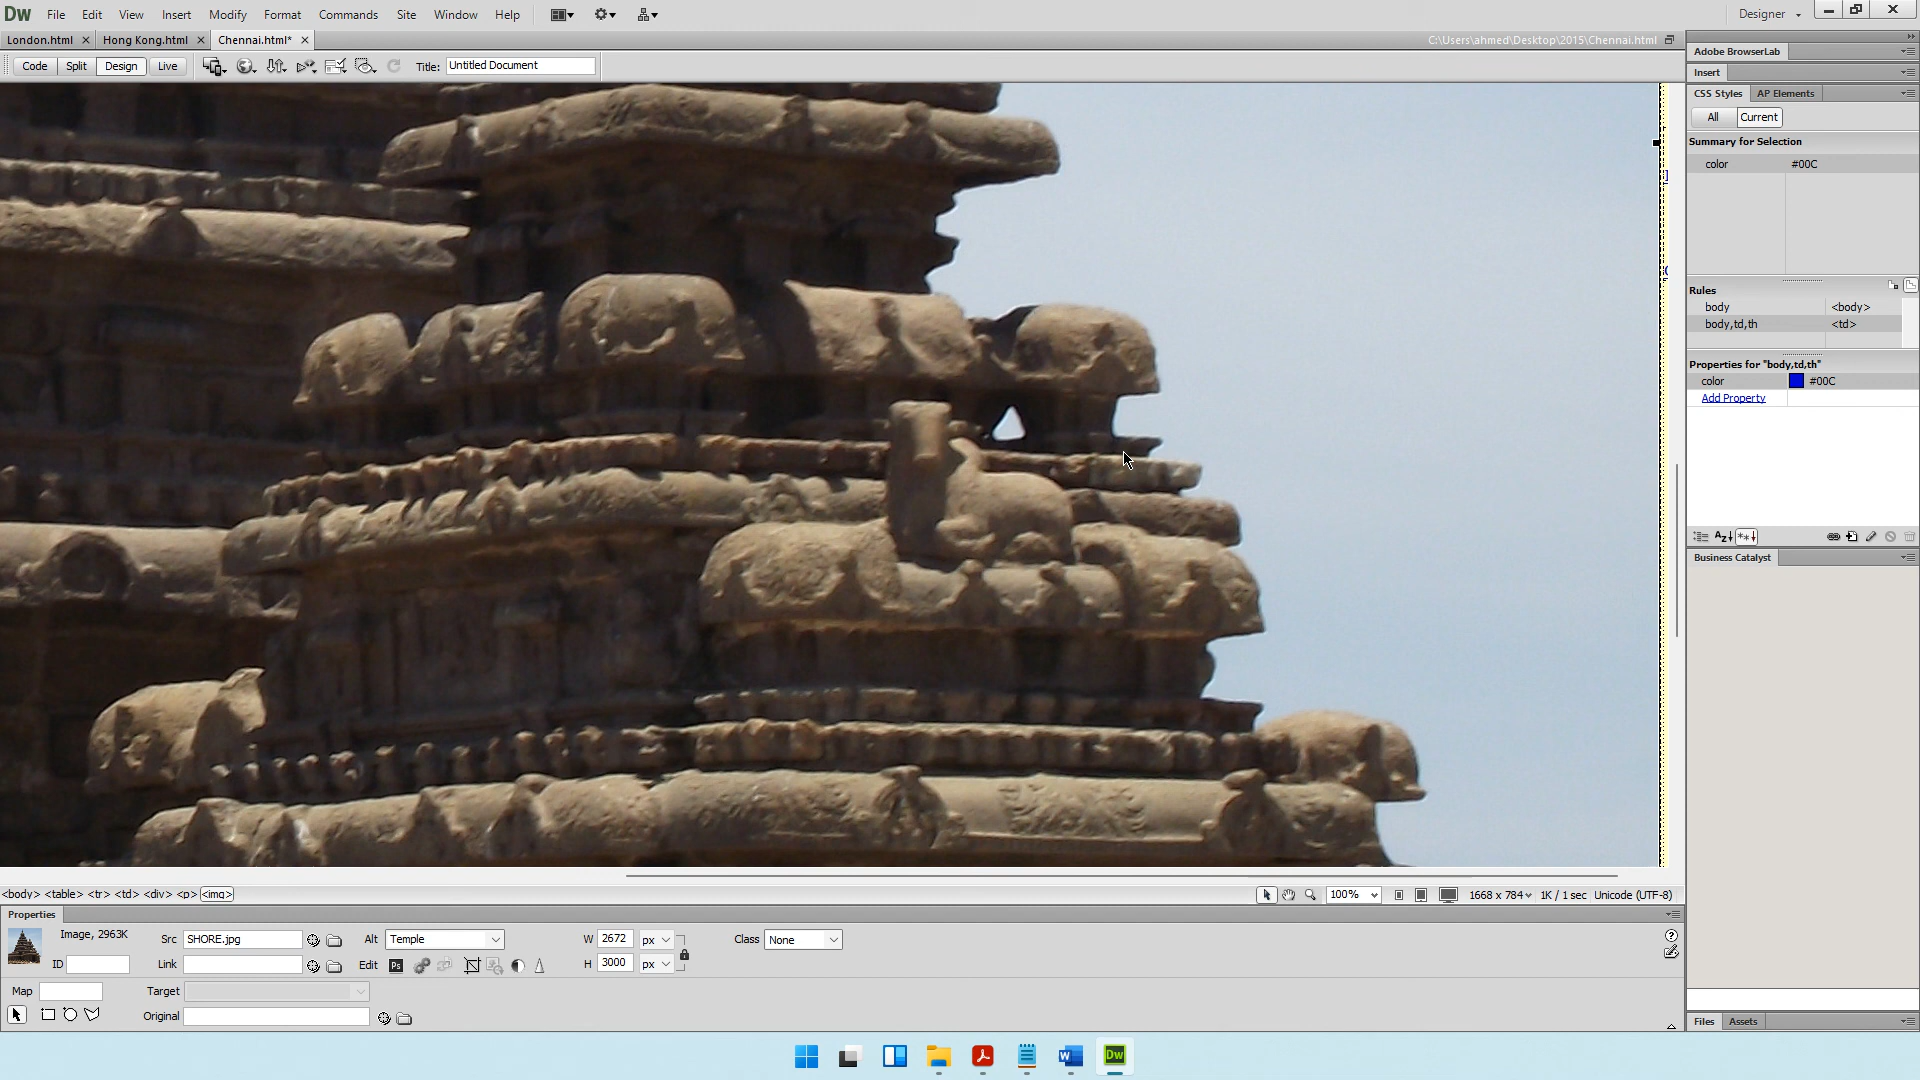 Dw File Edit View Insert Modify Format Commands Site Window Help Designer
London.html Hong Kong.html Chennai.html* C:\Users\ahmed\Desktop\2015\Chennai.html
Code Split Design Live Title: Untitled Document
Adobe BrowserLab
Insert
CSS Styles AP Elements
All Current
Summary for Selection
color #00C
Rules
body <body>
body,td,th <td>
Properties for "body,td,th"
color #00C
Add Property
Business Catalyst
<body> <table> <tr> <td> <div> <p> <img> 100% 1668 x 784 1K / 1 sec Unicode (UTF-8)
Properties
Image, 2963K Src SHORE.jpg Alt Temple W 2672 px Class None
ID Link Edit Ps H 3000 px
Map Target
Original
Files Assets
W Dw